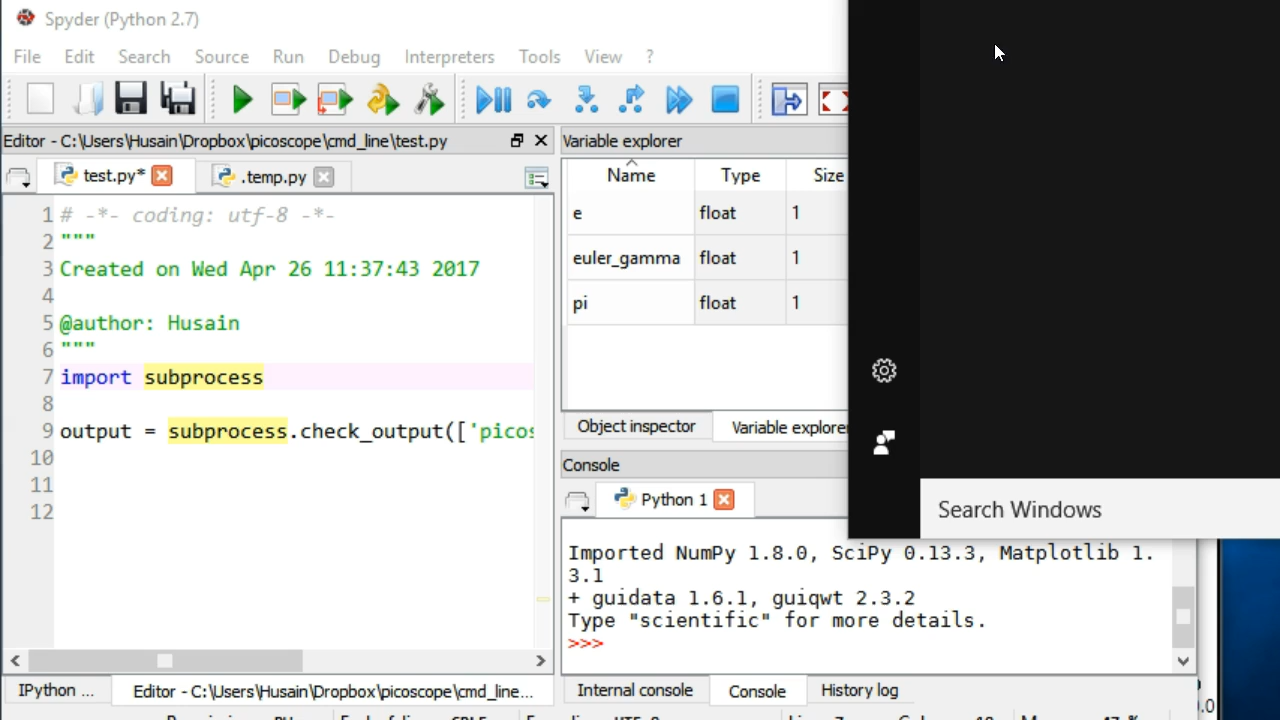 Spyder (Python 2.7)
File Edit Search Source Run Debug Interpreters Tools View ?
Editor - C:\Users\Husain\Dropbox\picoscope\cmd_line\test.py
test.py* .temp.py
1 # -*- coding: utf-8 -*-
2 """
3 Created on Wed Apr 26 11:37:43 2017
4
5 @author: Husain
6 """
7 import subprocess
8
9 output = subprocess.check_output(['picos
10
11
12
IPython ... Editor - C:\Users\Husain\Dropbox\picoscope\cmd_line...
Variable explorer
Name Type Size
e float 1
euler_gamma float 1
pi float 1
Object inspector Variable explore
Console
Python 1
Imported NumPy 1.8.0, SciPy 0.13.3, Matplotlib 1.
3.1
+ guidata 1.6.1, guiqwt 2.3.2
Type "scientific" for more details.
>>>
Internal console Console History log
Search Windows